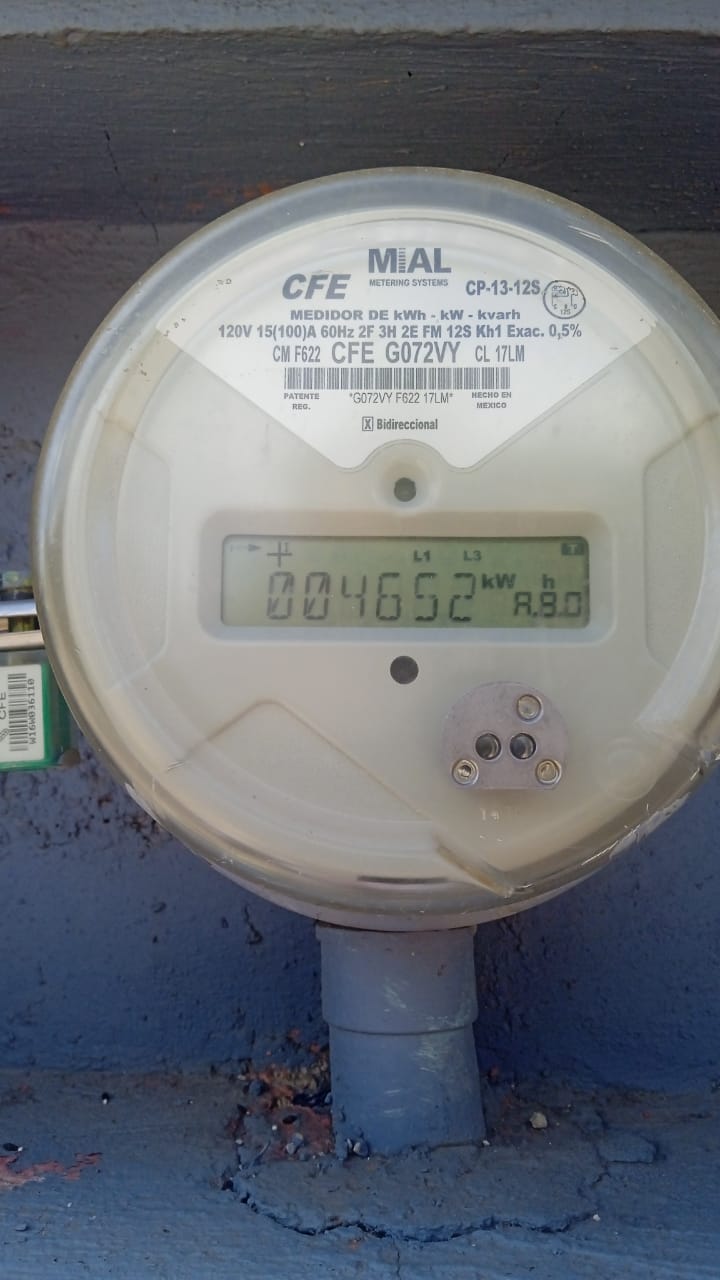 MIAL
CFE METERING SYSTEMS CP-13-12S
MEDIDOR DE kWh - kW - kvarh
120V 15(100)A 60Hz 2F 3H 2E FM 12S Kh1 Exac. 0,5%
CM F622 CFE G072VY CL 17LM
PATENTE REG. *G072VY F622 17LM* HECHO EN MEXICO
X Bidireccional
L1 L3
004652 kW h A.B.0
CFE
W16W036110